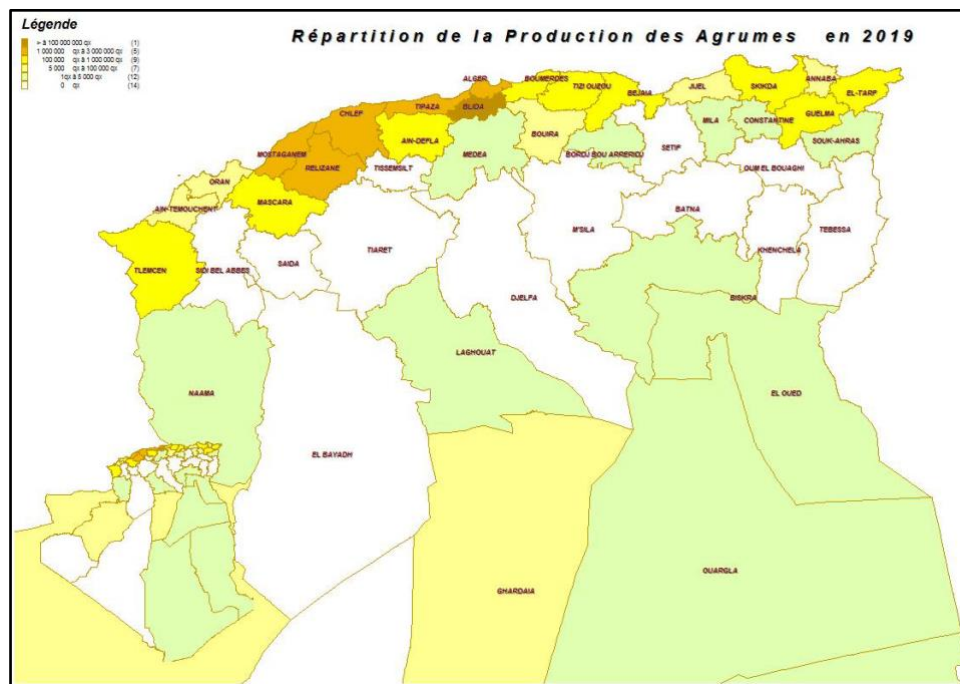 Légende
> à 100 000 000 qx (1)
1 000 000 qx à 3 000 000 qx (5)
100 000 qx à 1 000 000 qx (9)
5 000 qx à 100 000 qx (7)
1qx à 5 000 qx (12)
0 qx (14)
Répartition de la Production des Agrumes en 2019
ALGER
BOUMERDES
TIZI OUZOU
BEJAIA
JIJEL
SKIKDA
ANNABA
EL-TARF
CHLEF
TIPAZA
BLIDA
AIN-DEFLA
MEDEA
BOUIRA
BORDJ BOU ARRERIDJ
SETIF
MILA
CONSTANTINE
GUELMA
SOUK-AHRAS
MOSTAGANEM
RELIZANE
TISSEMSILT
OUM EL BOUAGHI
ORAN
AIN-TEMOUCHENT
MASCARA
BATNA
M'SILA
TEBESSA
KHENCHELA
TLEMCEN
SIDI BEL ABBES
SAIDA
TIARET
DJELFA
BISKRA
LAGHOUAT
NAAMA
EL OUED
EL BAYADH
GHARDAIA
OUARGLA